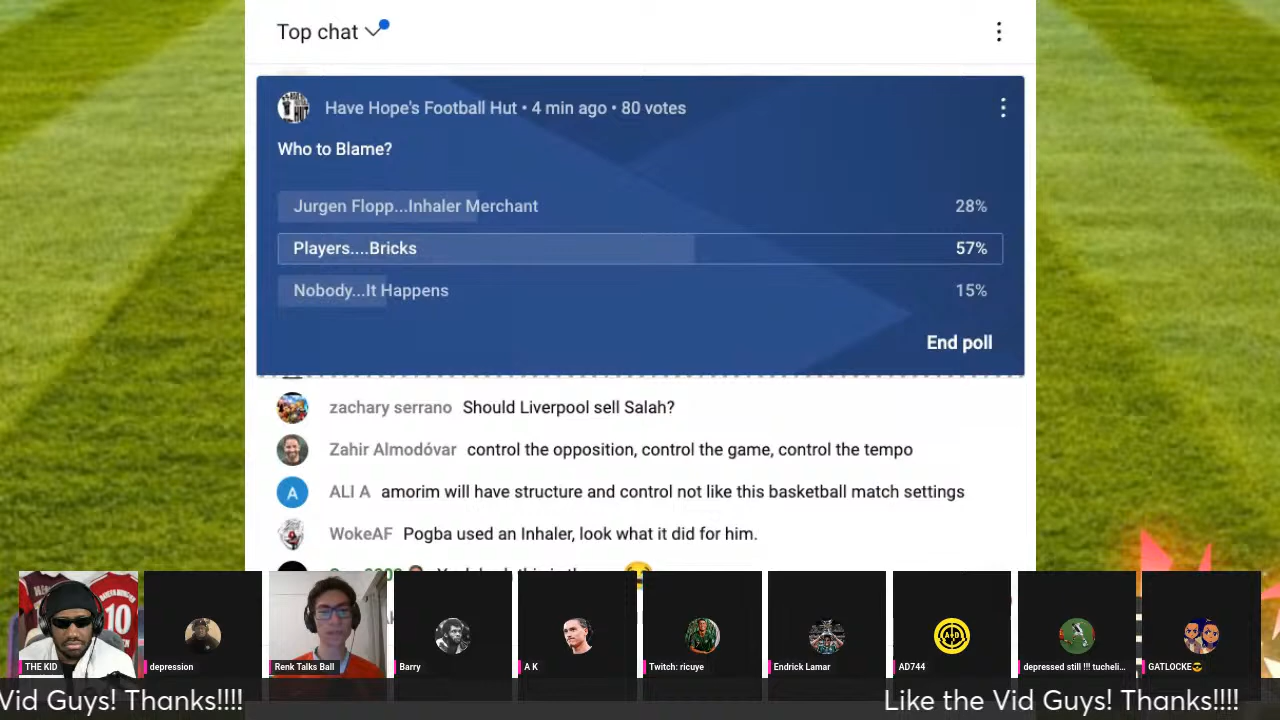 Top chat
Have Hope's Football Hut • 4 min ago • 80 votes
Who to Blame?
Jurgen Flopp...Inhaler Merchant 28%
Players....Bricks 57%
Nobody...It Happens 15%
End poll
zachary serrano Should Liverpool sell Salah?
Zahir Almodóvar control the opposition, control the game, control the tempo
ALI A amorim will have structure and control not like this basketball match settings
WokeAF Pogba used an Inhaler, look what it did for him.
THE KID
depression
Renk Talks Ball
Barry
A K
Twitch: ricuye
Endrick Lamar
AD744
depressed still !!! tucheli...
GATLOCKE😎
Vid Guys! Thanks!!!!
Like the Vid Guys! Thanks!!!!